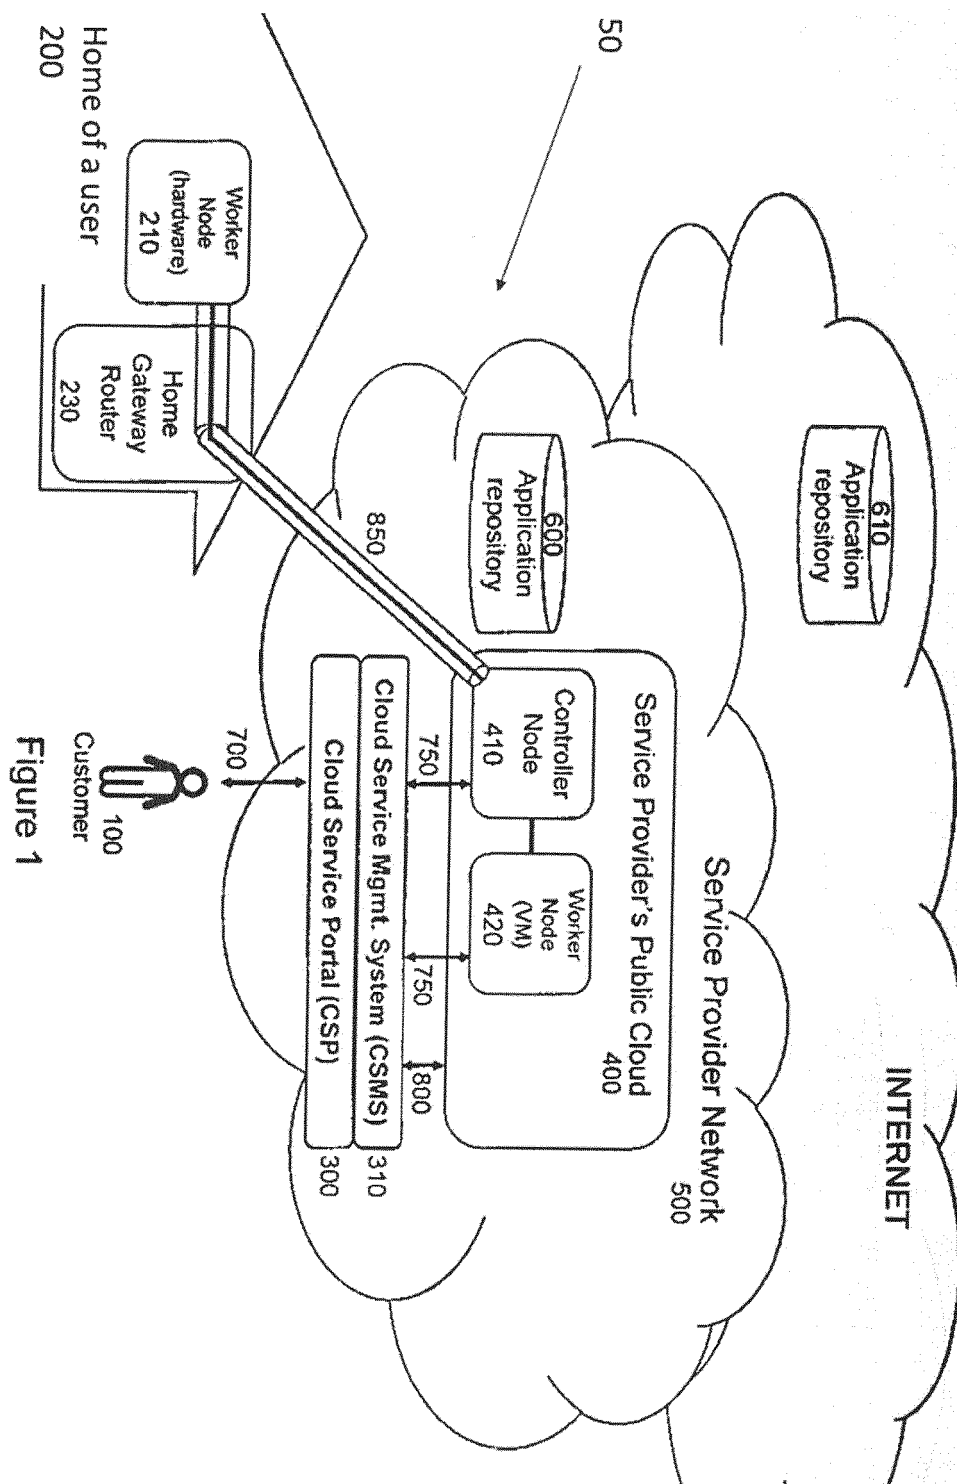 INTERNET
610
Application
repository
Service Provider Network
500
50
600
Application
repository
Service Provider's Public Cloud
400
Controller
Node
410
Worker
Node
(VM)
420
850
750
750
800
Cloud Service Mgmt. System (CSMS)
310
Cloud Service Portal (CSP)
300
700
100
Customer
Worker
Node
(hardware)
210
Home
Gateway
Router
230
Home of a user
200
Figure 1